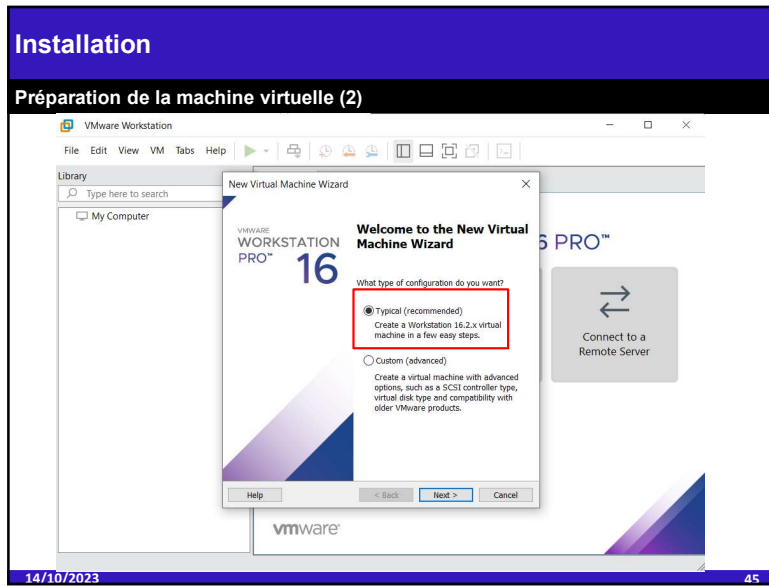 Installation
Préparation de la machine virtuelle (2)
VMware Workstation
File Edit View VM Tabs Help
Library
Type here to search
My Computer
New Virtual Machine Wizard
VMWARE
WORKSTATION
PRO™ 16
Welcome to the New Virtual
Machine Wizard
What type of configuration do you want?
Typical (recommended)
Create a Workstation 16.2.x virtual
machine in a few easy steps.
Custom (advanced)
Create a virtual machine with advanced
options, such as a SCSI controller type,
virtual disk type and compatibility with
older VMware products.
Help < Back Next > Cancel
6 PRO™
Connect to a
Remote Server
vmware
14/10/2023 45